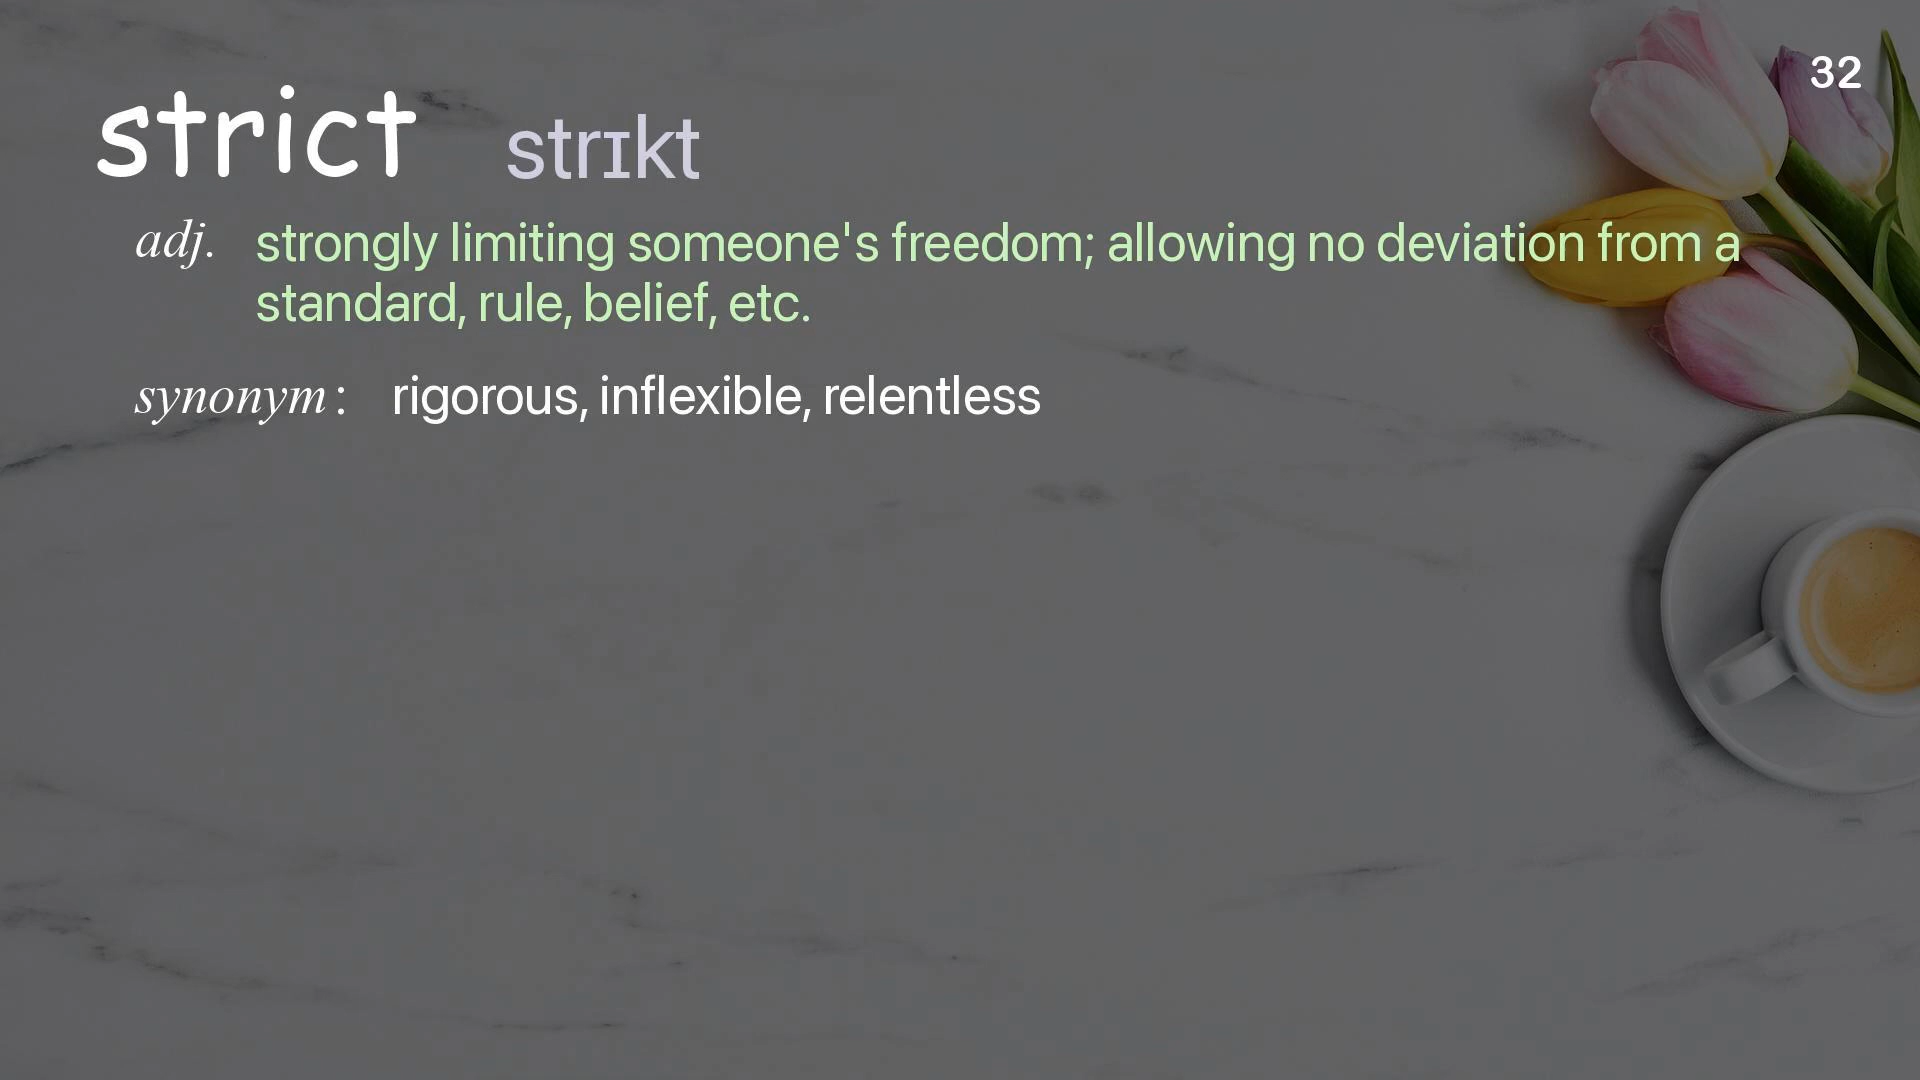 32
strict strɪkt
adj. strongly limiting someone's freedom; allowing no deviation from a
standard, rule, belief, etc.
synonym : rigorous, inflexible, relentless